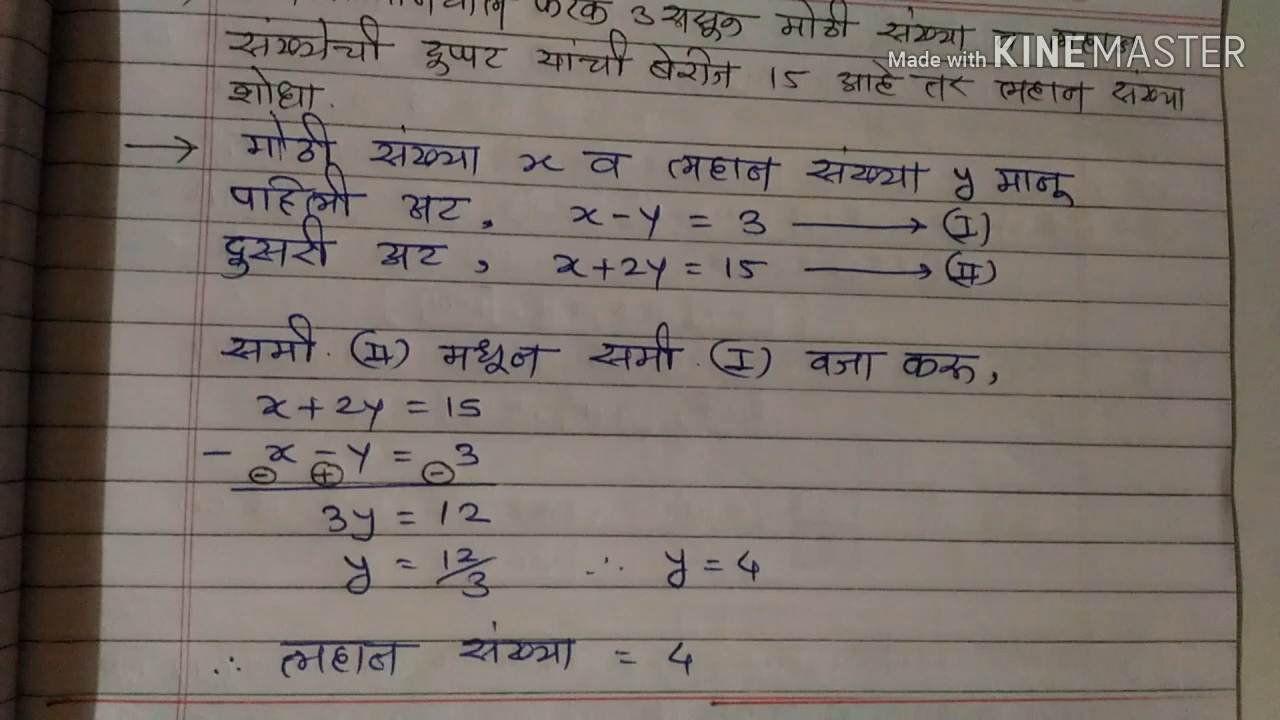 फरक 3 असून मोठी संख्या व लहान
संख्येची दुप्पट यांची बेरीज 15 आहे तर लहान संख्या
Made with KINEMASTER
शोधा.
→ मोठी संख्या x व लहान संख्या y मानू
पाहिली अट, x - y = 3 → (I)
दुसरी अट, x + 2y = 15 → (II)
समी. (II) मधून समी. (I) वजा करू,
x + 2y = 15
- x - y = 3
⊖ ⊕ ⊖
3y = 12
y = 12/3 ∴ y = 4
∴ लहान संख्या = 4